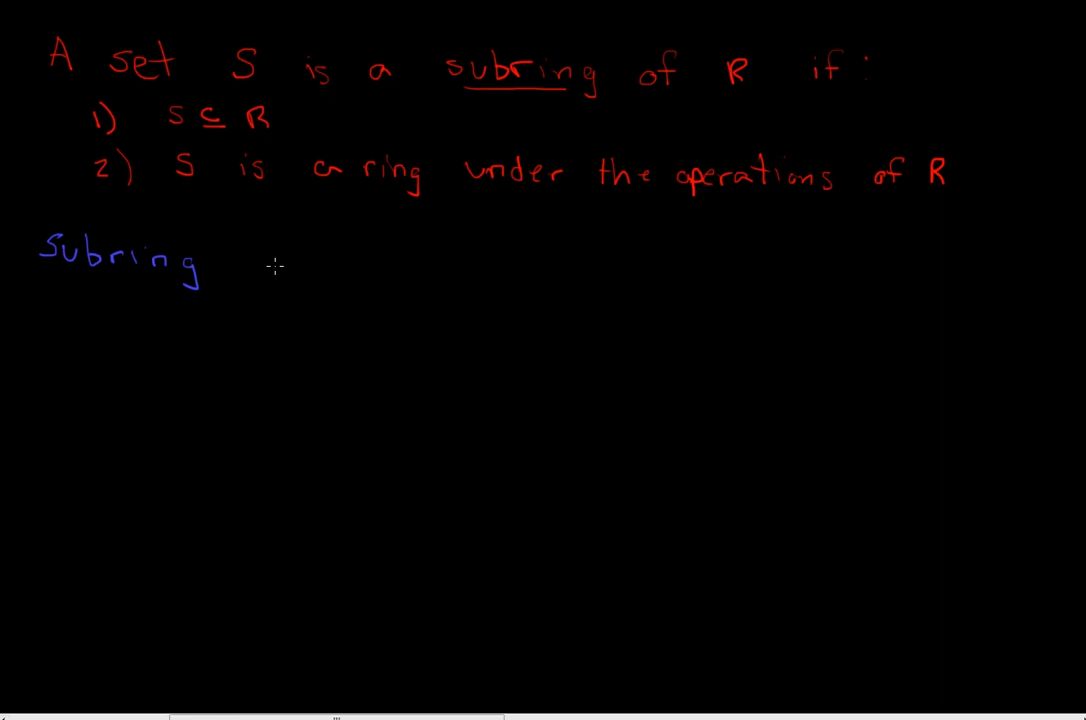 A set S is a subring of R if :
1) S ⊆ R
2) S is a ring under the operations of R
Subring